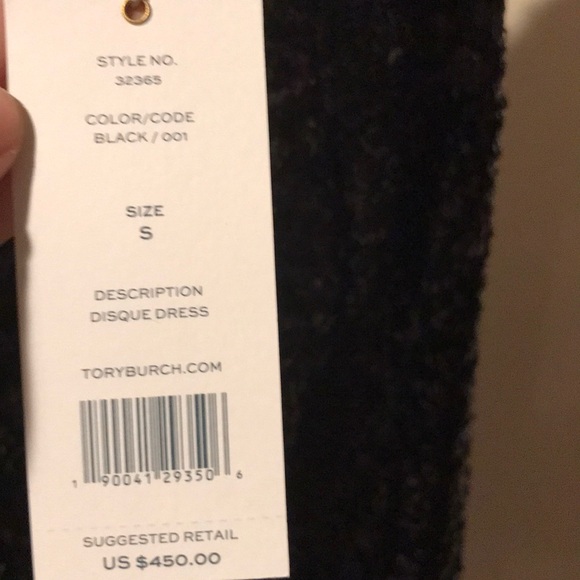 STYLE NO.
32365
COLOR/CODE
BLACK / 001
SIZE
S
DESCRIPTION
DISQUE DRESS
TORYBURCH.COM
1 90041 29350 6
SUGGESTED RETAIL
US $450.00